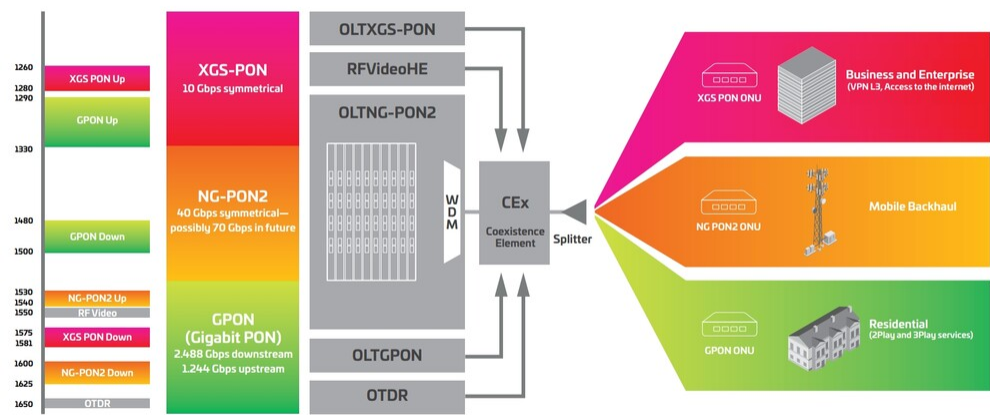 1260
XGS PON Up
1280
1290
GPON Up
1330
1480
GPON Down
1500
1530
NG-PON2 Up
1540
1550
RF Video
1575
XGS PON Down
1581
1600
NG-PON2 Down
1625
1650
OTDR
XGS-PON
10 Gbps symmetrical
NG-PON2
40 Gbps symmetrical—
possibly 70 Gbps in future
GPON
(Gigabit PON)
2.488 Gbps downstream
1.244 Gbps upstream
OLTXGS-PON
RFVideoHE
OLTNG-PON2
WDM
OLTGPON
OTDR
CEx
Coexistence
Element
Splitter
XGS PON ONU
Business and Enterprise
(VPN L3, Access to the internet)
NG PON2 ONU
Mobile Backhaul
GPON ONU
Residential
(2Play and 3Play services)